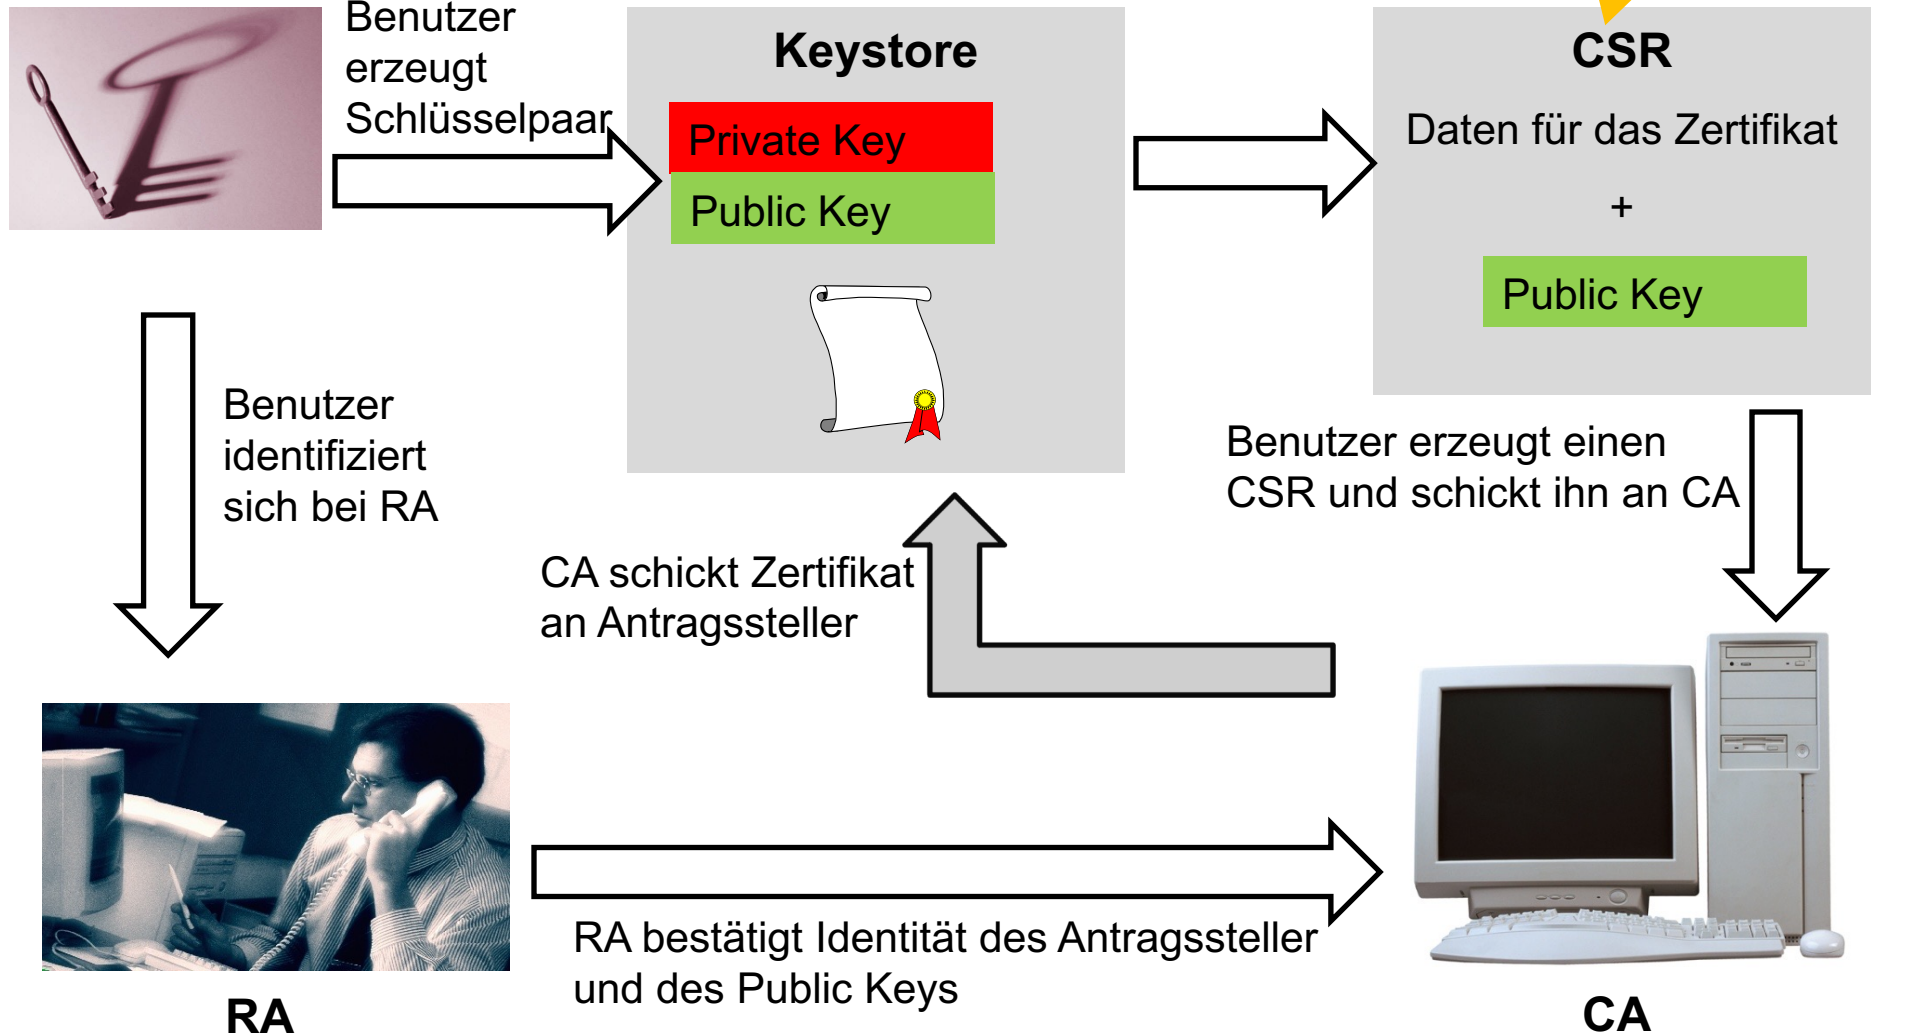 Benutzer
erzeugt
Schlüsselpaar
Keystore
Private Key
Public Key
CSR
Daten für das Zertifikat
+
Public Key
Benutzer
identifiziert
sich bei RA
Benutzer erzeugt einen
CSR und schickt ihn an CA
CA schickt Zertifikat
an Antragssteller
RA bestätigt Identität des Antragssteller
und des Public Keys
RA
CA